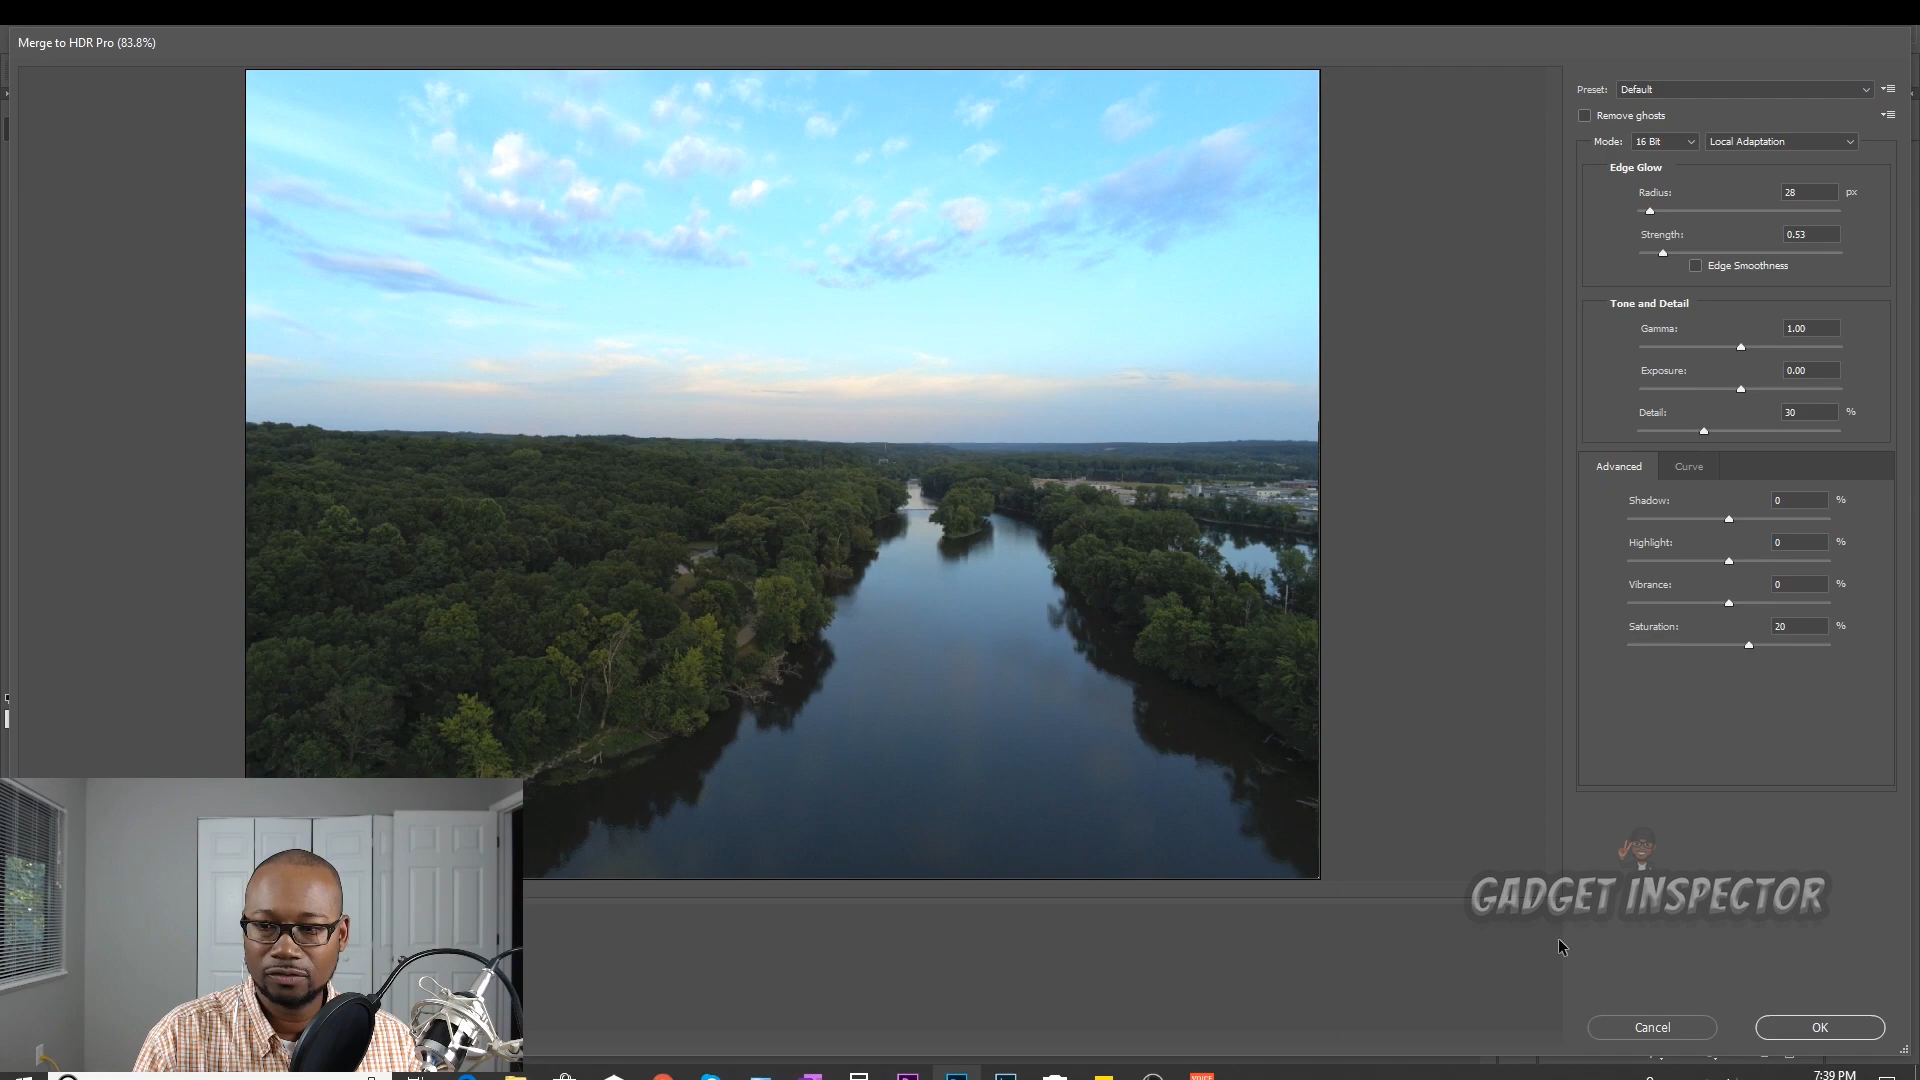 Merge to HDR Pro (83.8%)
Preset: Default
Remove ghosts
Mode: 16 Bit Local Adaptation
Edge Glow
Radius: 28 px
Strength: 0.53
Edge Smoothness
Tone and Detail
Gamma: 1.00
Exposure: 0.00
Detail: 30 %
Advanced Curve
Shadow: 0 %
Highlight: 0 %
Vibrance: 0 %
Saturation: 20 %
GADGET INSPECTOR
Cancel OK
7:39 PM